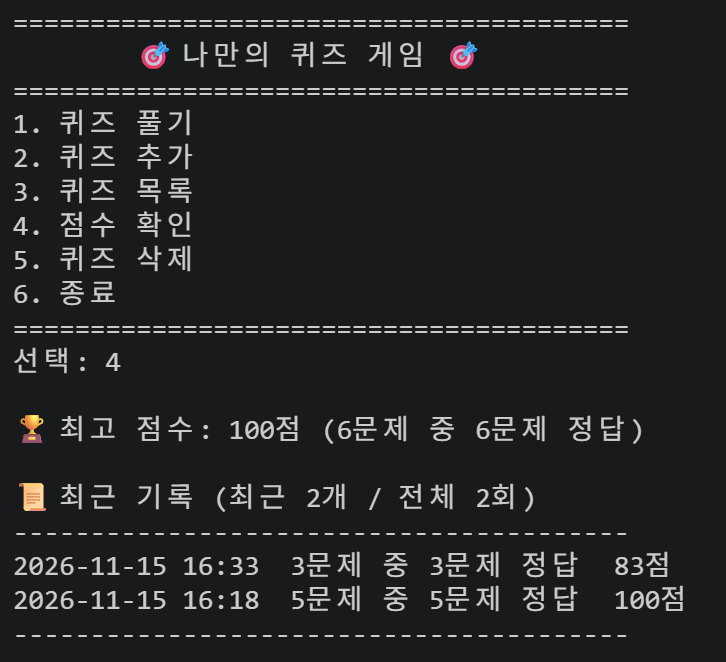 ========================================
🎯 나만의 퀴즈 게임 🎯
========================================
1. 퀴즈 풀기
2. 퀴즈 추가
3. 퀴즈 목록
4. 점수 확인
5. 퀴즈 삭제
6. 종료
========================================
선택: 4
🏆 최고 점수: 100점 (6문제 중 6문제 정답)
📜 최근 기록 (최근 2개 / 전체 2회)
----------------------------------------
2026-11-15 16:33  3문제 중 3문제 정답  83점
2026-11-15 16:18  5문제 중 5문제 정답  100점
----------------------------------------